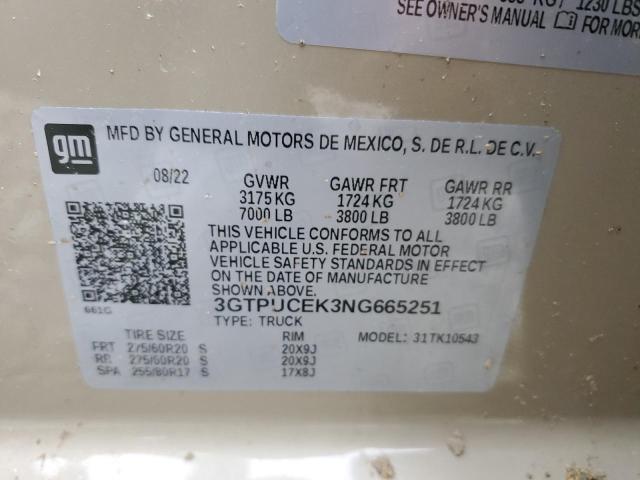 1230 LBS
SEE OWNER'S MANUAL FOR MOR
gm
MFD BY GENERAL MOTORS DE MEXICO, S. DE R.L. DE C.V.
08/22 GVWR GAWR FRT GAWR RR
3175 KG 1724 KG 1724 KG
7000 LB 3800 LB 3800 LB
THIS VEHICLE CONFORMS TO ALL
APPLICABLE U.S. FEDERAL MOTOR
VEHICLE SAFETY STANDARDS IN EFFECT
ON THE DATE OF MANUFACTURE
SHOWN ABOVE.
661G
3GTPUCEK3NG665251
TYPE: TRUCK
MODEL: 31TK10543
TIRE SIZE RIM
FRT 275/60R20 S 20X9J
RR 275/60R20 S 20X9J
SPA 255/80R17 S 17X8J